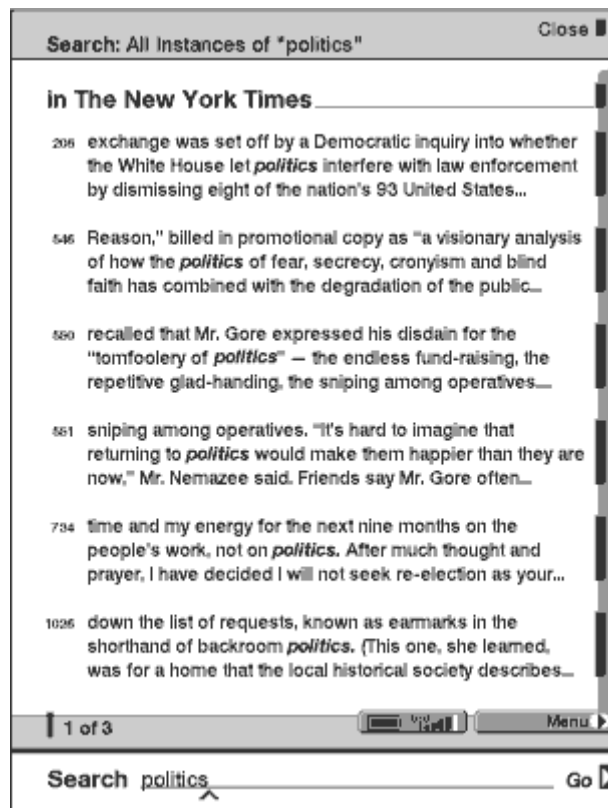 Close
Search: All Instances of "politics"
in The New York Times
206 exchange was set off by a Democratic inquiry into whether
the White House let politics interfere with law enforcement
by dismissing eight of the nation's 93 United States...
546 Reason," billed in promotional copy as "a visionary analysis
of how the politics of fear, secrecy, cronyism and blind
faith has combined with the degradation of the public...
590 recalled that Mr. Gore expressed his disdain for the
"tomfoolery of politics" — the endless fund-raising, the
repetitive glad-handing, the sniping among operatives....
591 sniping among operatives. "It's hard to imagine that
returning to politics would make them happier than they are
now," Mr. Nemazee said. Friends say Mr. Gore often...
734 time and my energy for the next nine months on the
people's work, not on politics. After much thought and
prayer, I have decided I will not seek re-election as your...
1026 down the list of requests, known as earmarks in the
shorthand of backroom politics. (This one, she learned,
was for a home that the local historical society describes...
1 of 3 Menu
Search politics Go